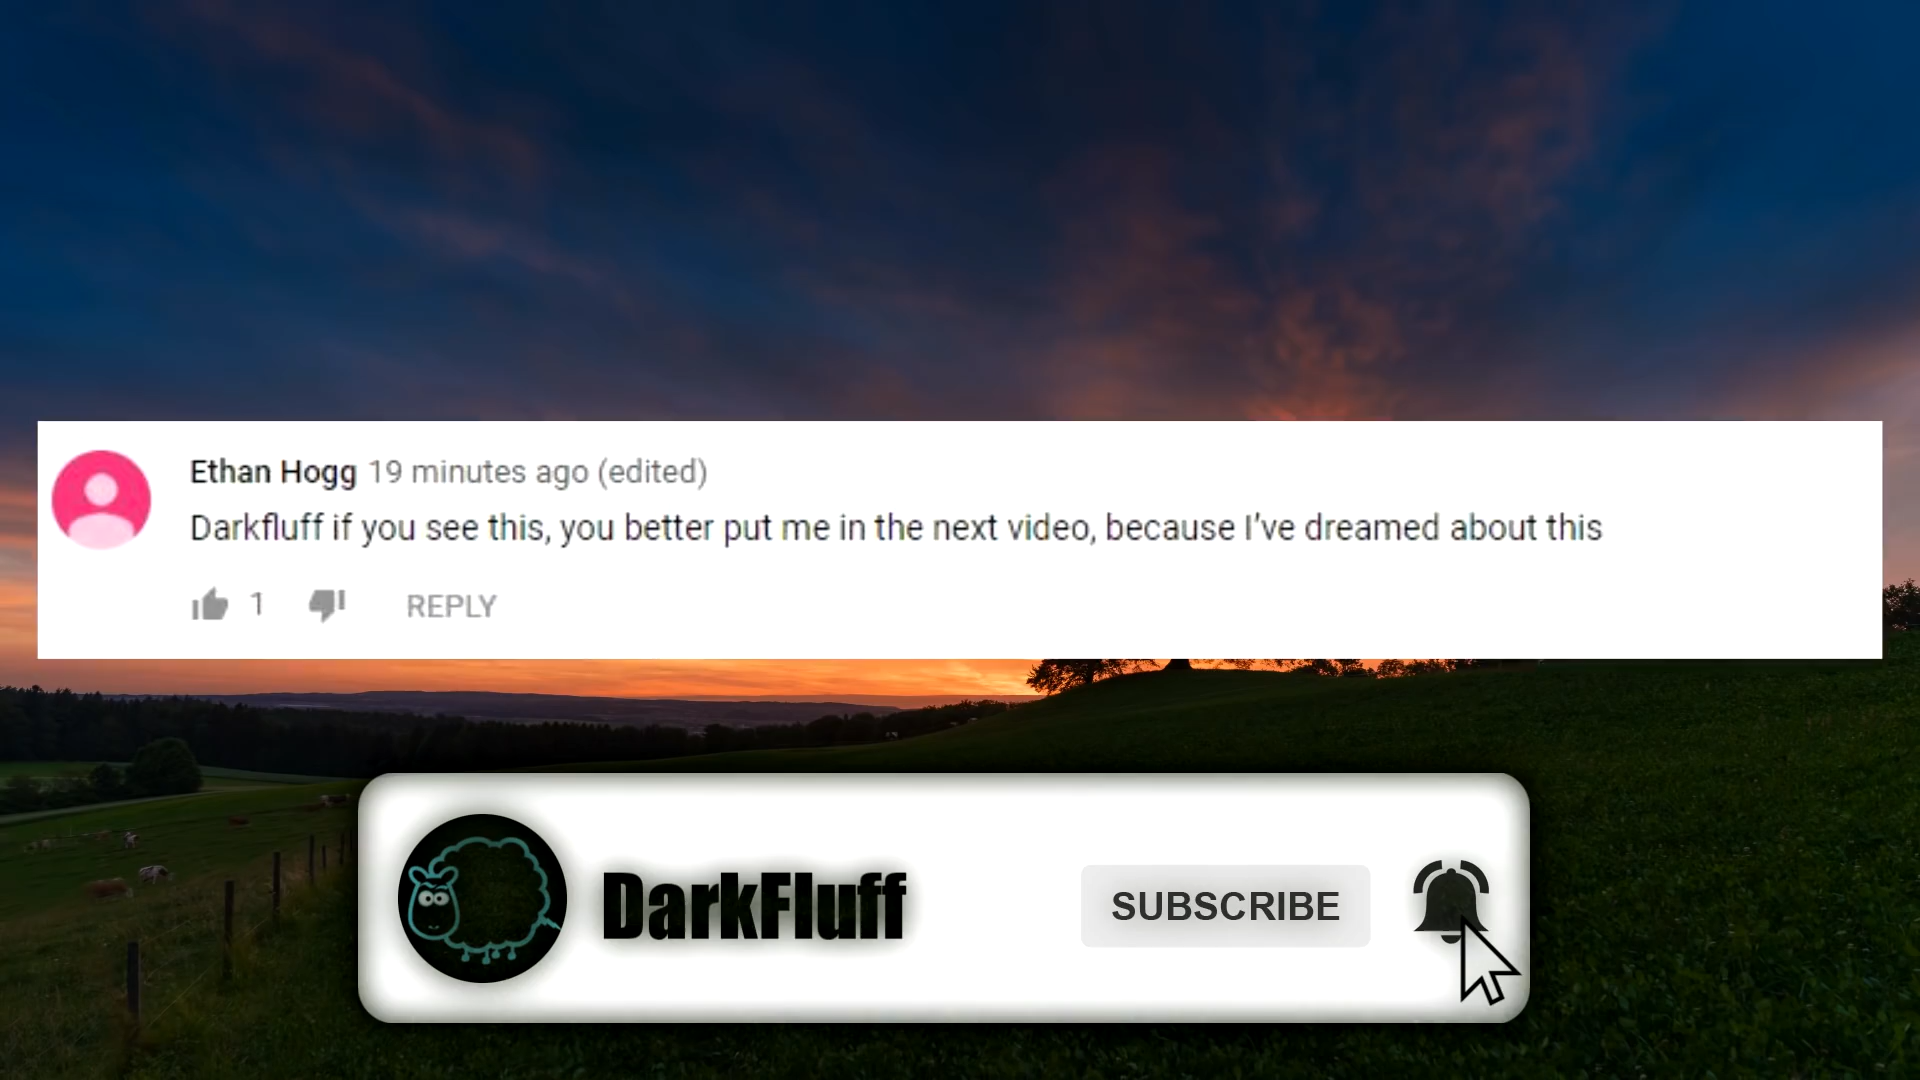 Ethan Hogg 19 minutes ago (edited)
Darkfluff if you see this, you better put me in the next video, because I've dreamed about this
1 REPLY
DarkFluff SUBSCRIBE